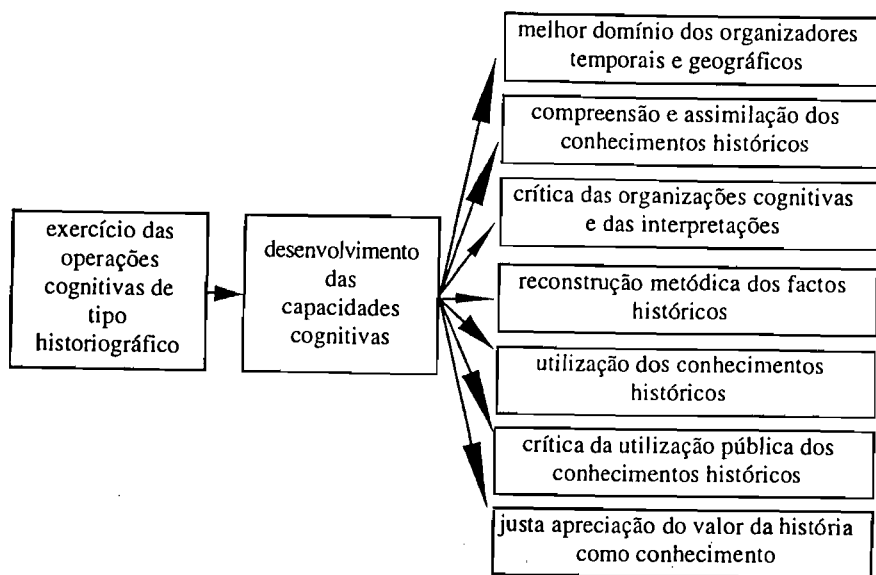 exercício das
operações
cognitivas de
tipo
historiográfico
desenvolvimento
das
capacidades
cognitivas
melhor domínio dos organizadores
temporais e geográficos
compreensão e assimilação dos
conhecimentos históricos
crítica das organizações cognitivas
e das interpretações
reconstrução metódica dos factos
históricos
utilização dos conhecimentos
históricos
crítica da utilização pública dos
conhecimentos históricos
justa apreciação do valor da história
como conhecimento